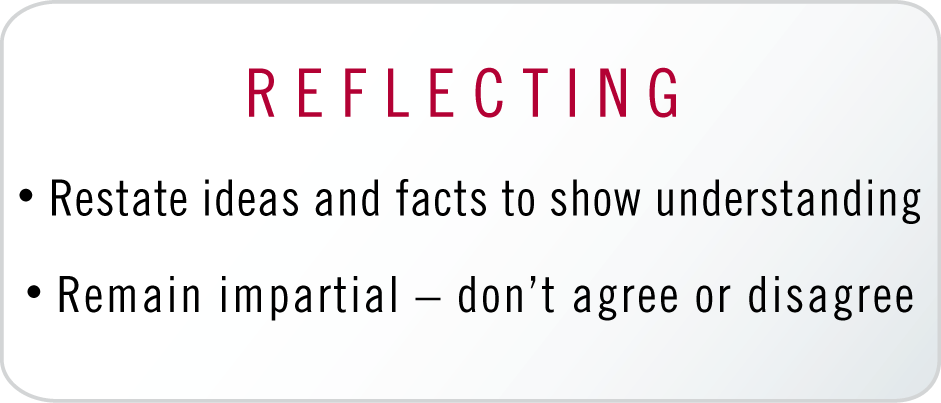 REFLECTING
• Restate ideas and facts to show understanding
• Remain impartial – don’t agree or disagree